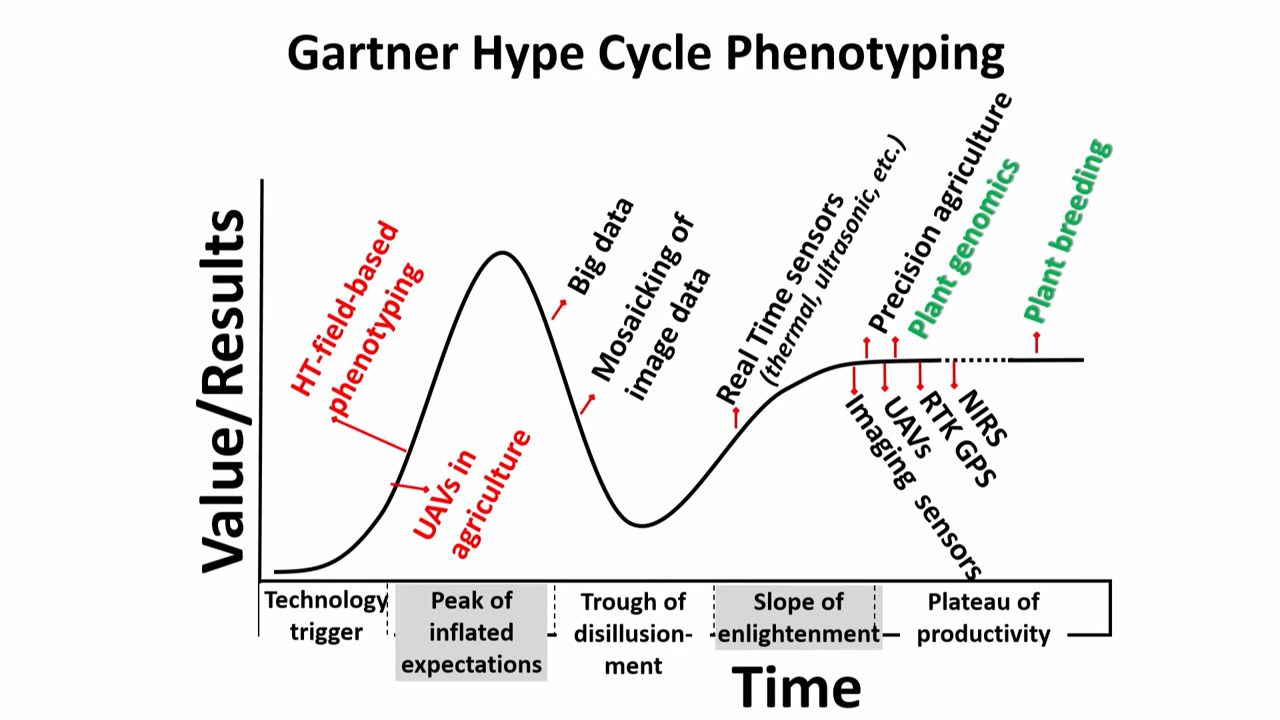 Gartner Hype Cycle Phenotyping
Value/Results
HT-field-based
phenotyping
UAVs in
agriculture
Big data
Mosaicking of
image data
Real Time sensors
(thermal, ultrasonic, etc.)
Precision agriculture
Plant genomics
Plant breeding
Imaging sensors
UAVs
RTK GPS
NIRS
Technology
trigger
Peak of
inflated
expectations
Trough of
disillusion-
ment
Slope of
enlightenment
Plateau of
productivity
Time